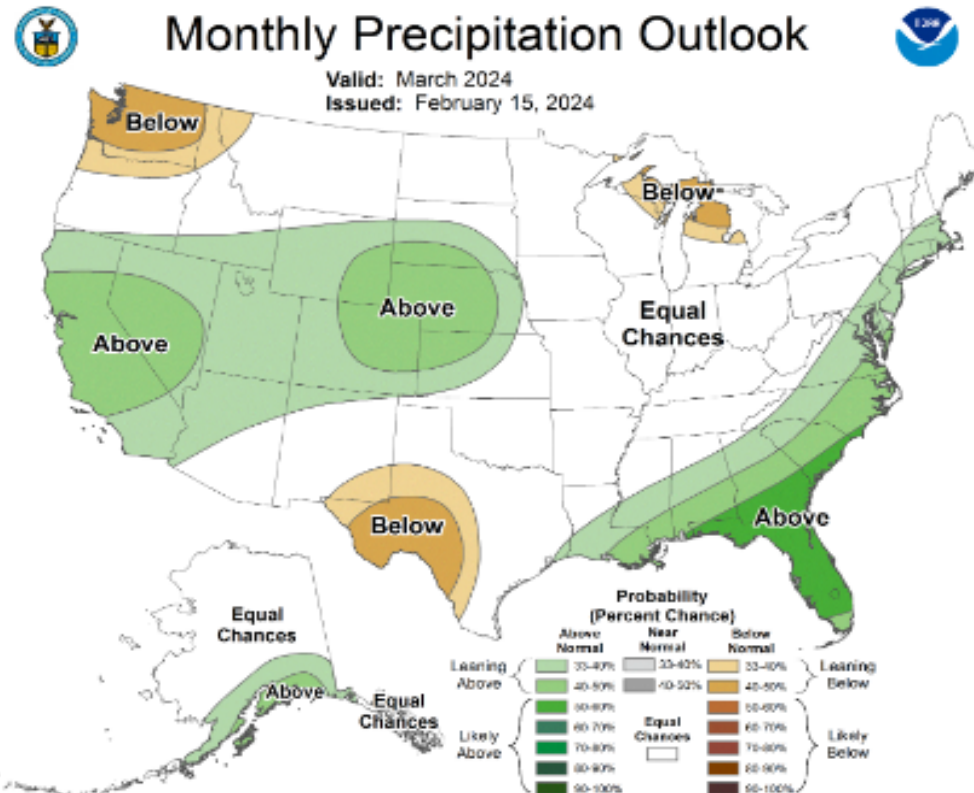 Monthly Precipitation Outlook
Valid: March 2024
Issued: February 15, 2024
Below
Below
Above
Above
Equal
Chances
Below
Above
Equal
Chances
Above
Equal
Chances
Probability
(Percent Chance)
Above
Normal
Near
Normal
Below
Normal
Leaning
Above
33-40%
33-40%
33-40%
Leaning
Below
40-50%
40-50%
40-50%
Likely
Above
50-60%
50-60%
60-70%
Equal
Chances
60-70%
70-80%
70-80%
Likely
Below
80-90%
80-90%
90-100%
90-100%